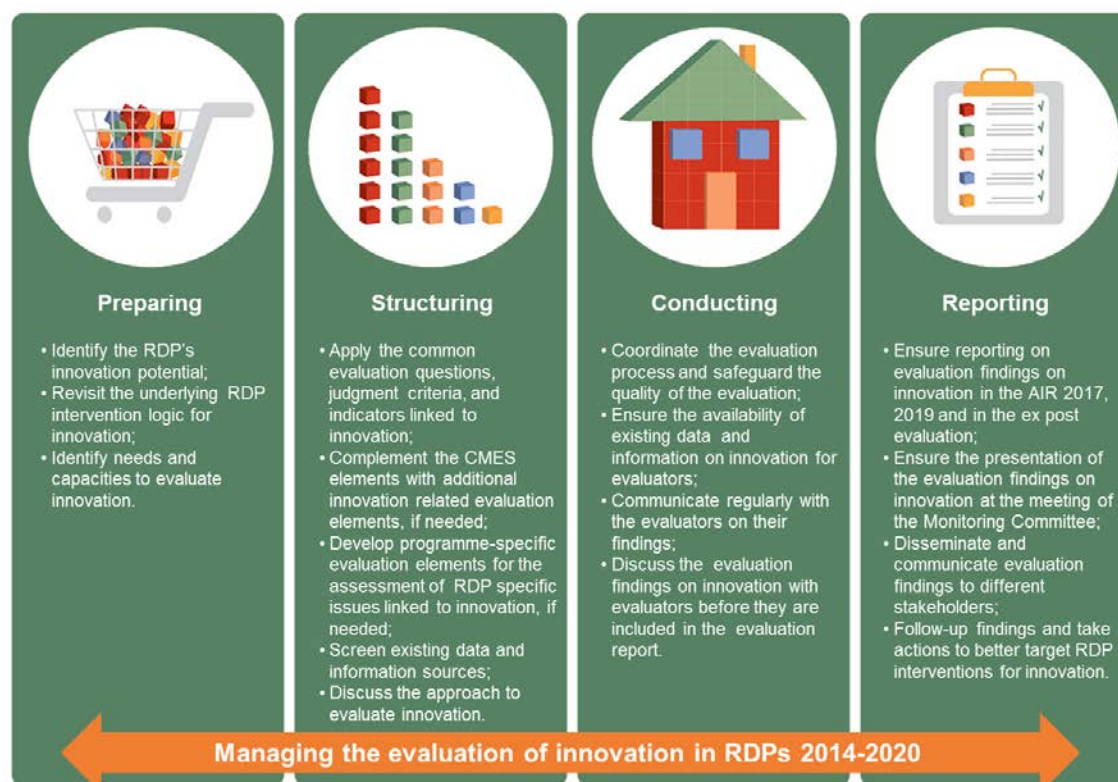 Preparing
• Identify the RDP's
innovation potential;
• Revisit the underlying RDP
intervention logic for
innovation;
• Identify needs and
capacities to evaluate
innovation.
Structuring
• Apply the common
evaluation questions,
judgment criteria, and
indicators linked to
innovation;
• Complement the CMES
elements with additional
innovation related evaluation
elements, if needed;
• Develop programme-specific
evaluation elements for the
assessment of RDP specific
issues linked to innovation, if
needed;
• Screen existing data and
information sources;
• Discuss the approach to
evaluate innovation.
Conducting
• Coordinate the evaluation
process and safeguard the
quality of the evaluation;
• Ensure the availability of
existing data and
information on innovation for
evaluators;
• Communicate regularly with
the evaluators on their
findings;
• Discuss the evaluation
findings on innovation with
evaluators before they are
included in the evaluation
report.
Reporting
• Ensure reporting on
evaluation findings on
innovation in the AIR 2017,
2019 and in the ex post
evaluation;
• Ensure the presentation of
the evaluation findings on
innovation at the meeting of
the Monitoring Committee;
• Disseminate and
communicate evaluation
findings to different
stakeholders;
• Follow-up findings and take
actions to better target RDP
interventions for innovation.
Managing the evaluation of innovation in RDPs 2014-2020